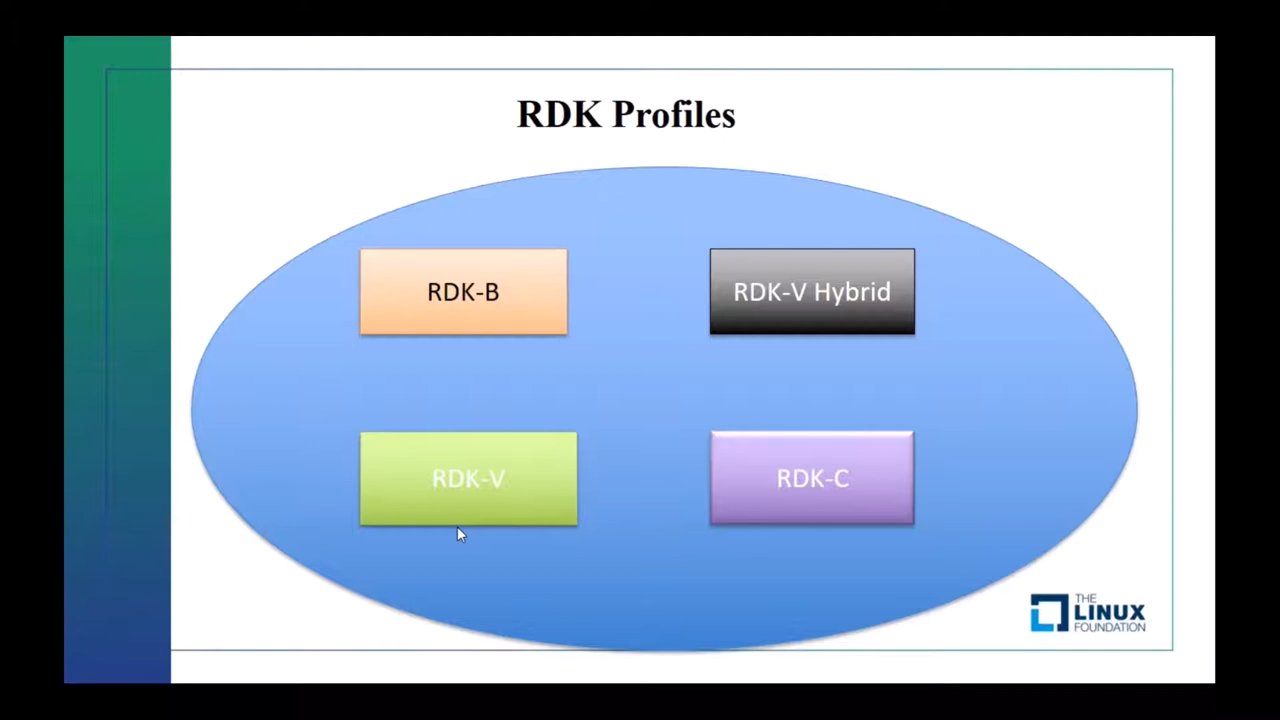 RDK Profiles
RDK-B
RDK-V Hybrid
RDK-V
RDK-C
THE
LINUX
FOUNDATION